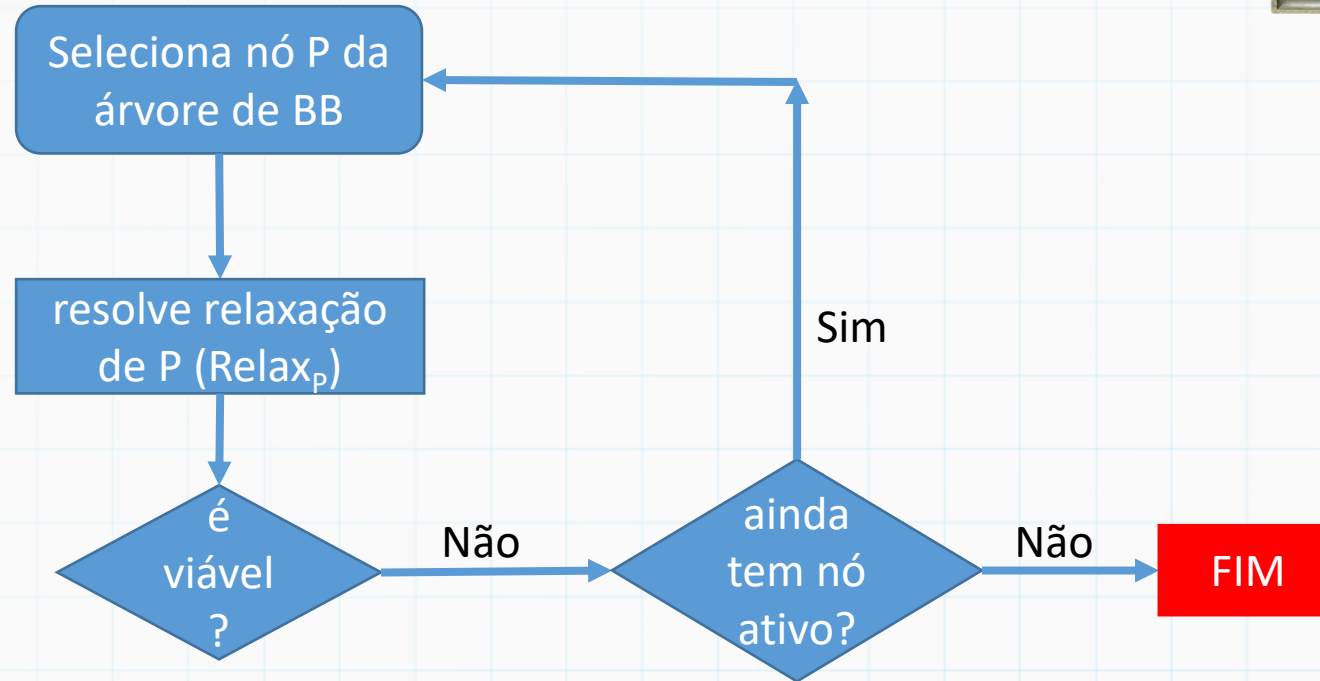 Seleciona nó P da
árvore de BB
resolve relaxação
de P (Relaxₚ)
Sim
é
viável
?
Não
ainda
tem nó
ativo?
Não
FIM